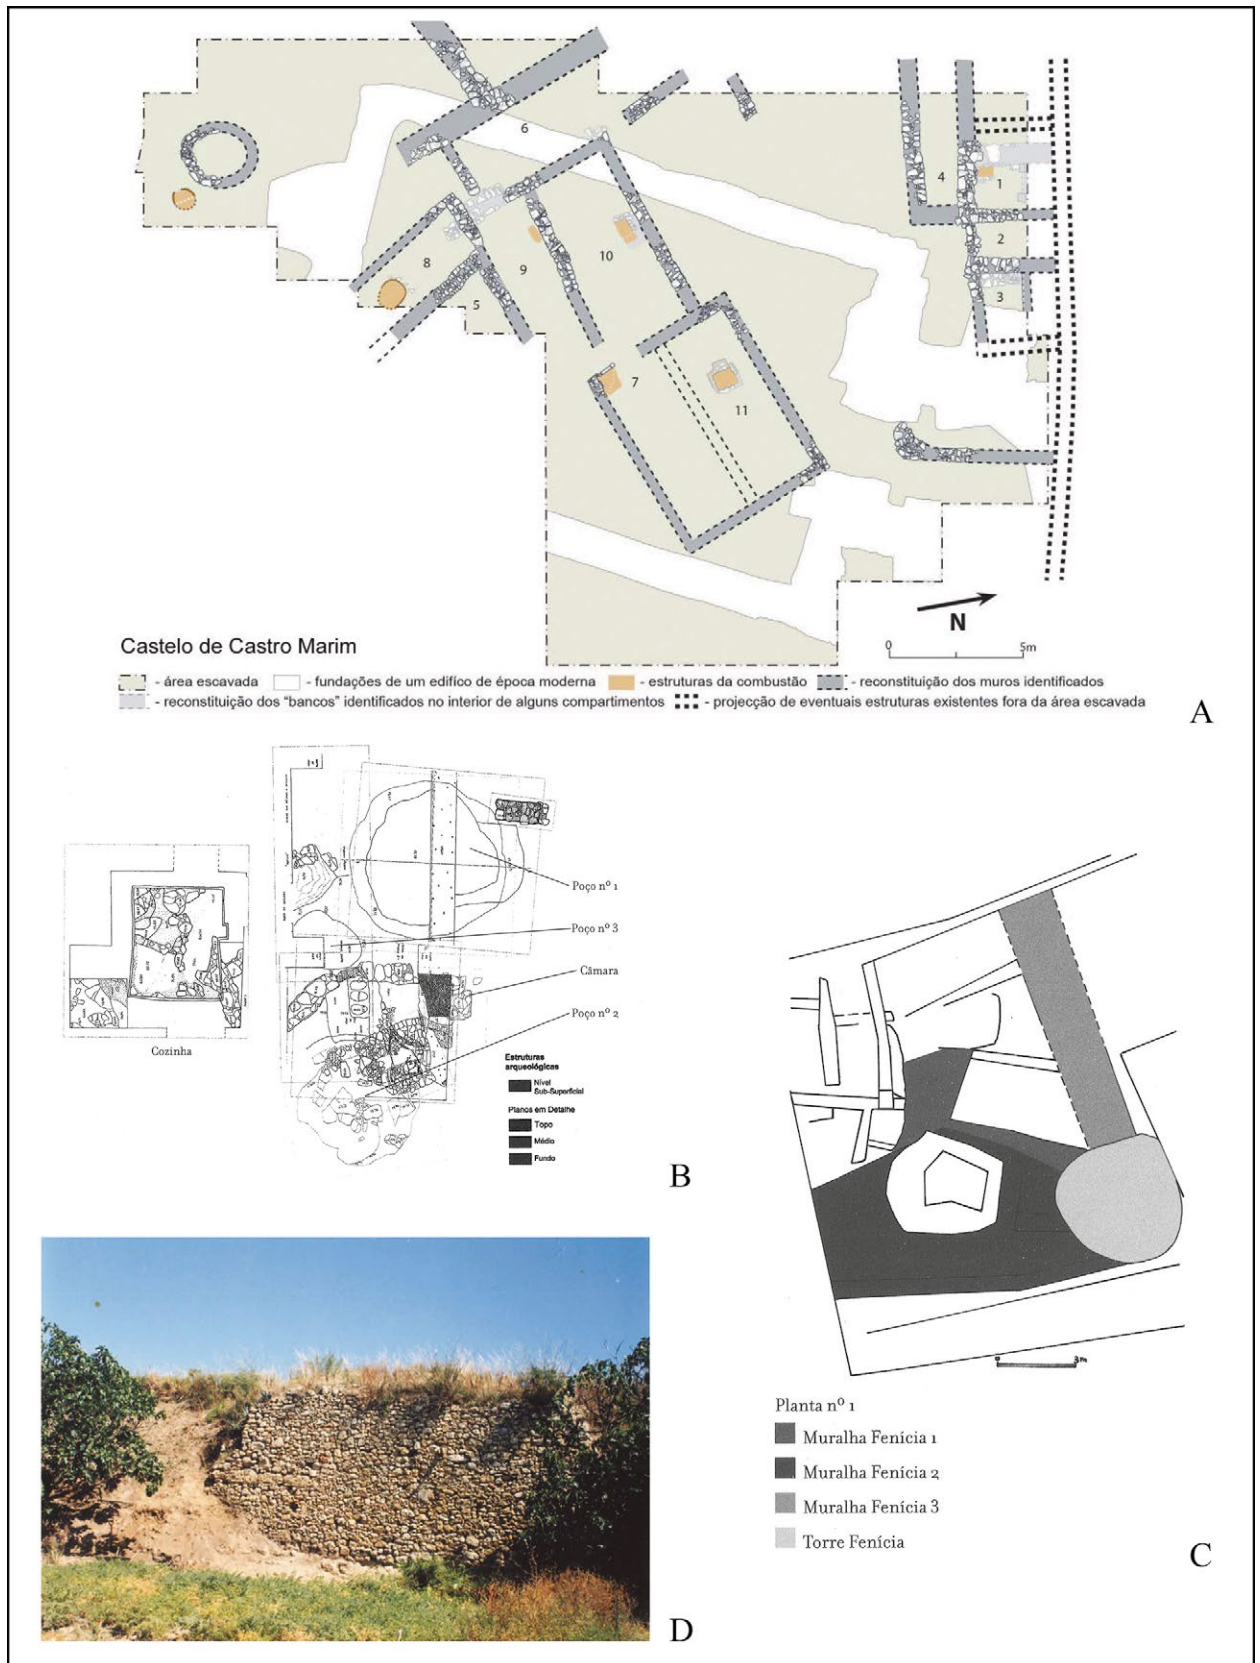 6
4
1
2
3
8
9
10
5
7
11
N
0 5m
Castelo de Castro Marim
- área escavada - fundações de um edifíco de época moderna - estruturas da combustão - reconstituição dos muros identificados
- reconstituição dos "bancos" identificados no interior de alguns compartimentos - projecção de eventuais estruturas existentes fora da área escavada
A
Poço nº 1
Poço nº 3
Câmara
Poço nº 2
Cozinha
Estruturas
arqueológicas
Nível
Sub-Superficial
Planos em Detalhe
Topo
Médio
Fundo
B
3m
Planta nº 1
Muralha Fenícia 1
Muralha Fenícia 2
Muralha Fenícia 3
Torre Fenícia
C
D